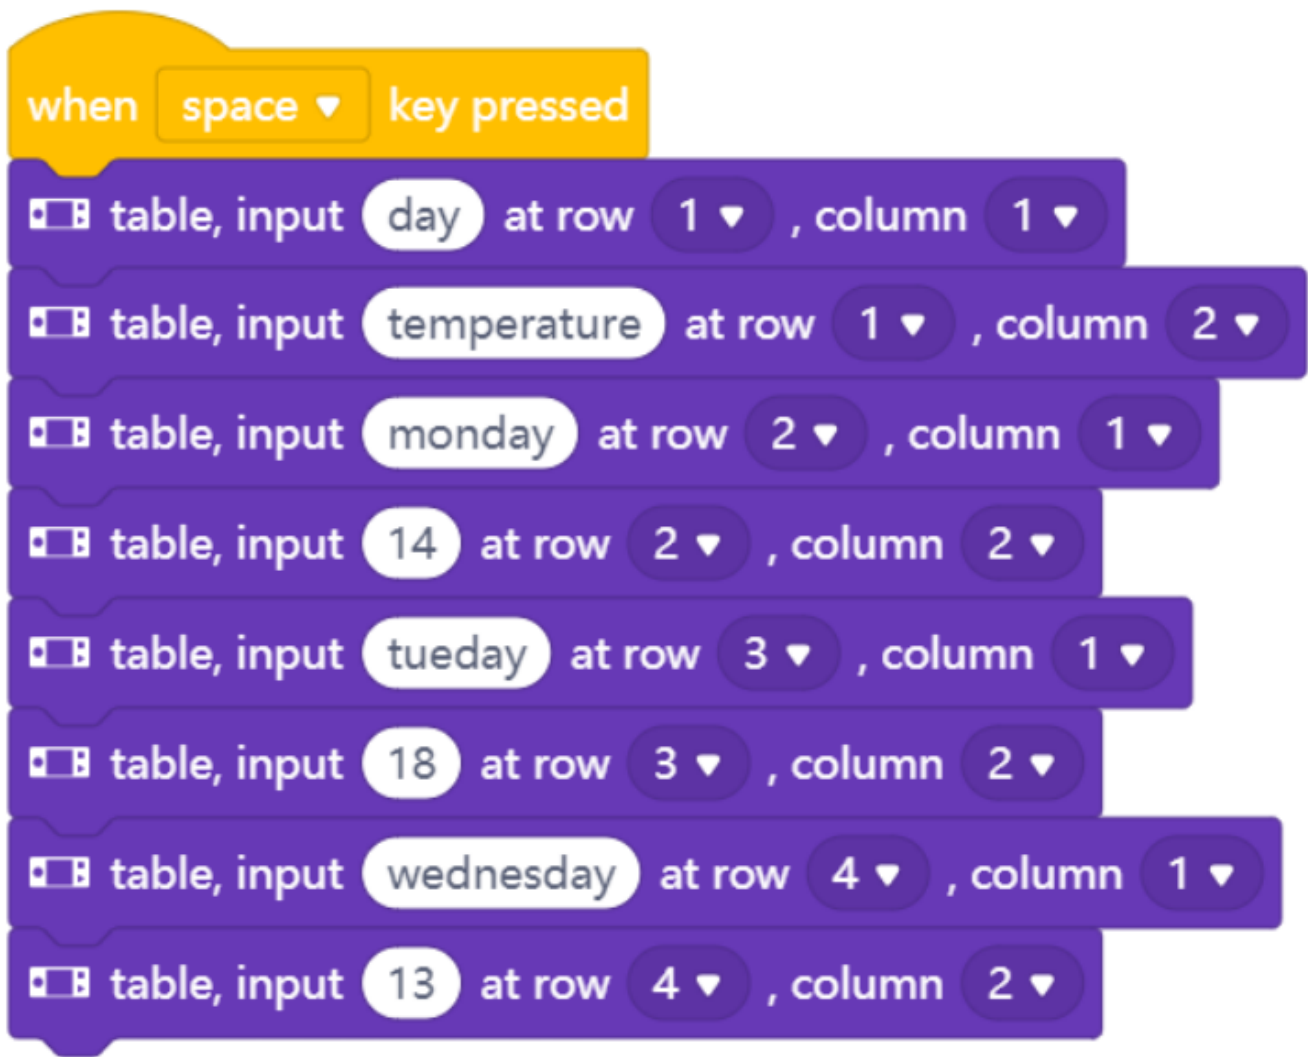 when space key pressed
table, input day at row 1 , column 1
table, input temperature at row 1 , column 2
table, input monday at row 2 , column 1
table, input 14 at row 2 , column 2
table, input tueday at row 3 , column 1
table, input 18 at row 3 , column 2
table, input wednesday at row 4 , column 1
table, input 13 at row 4 , column 2